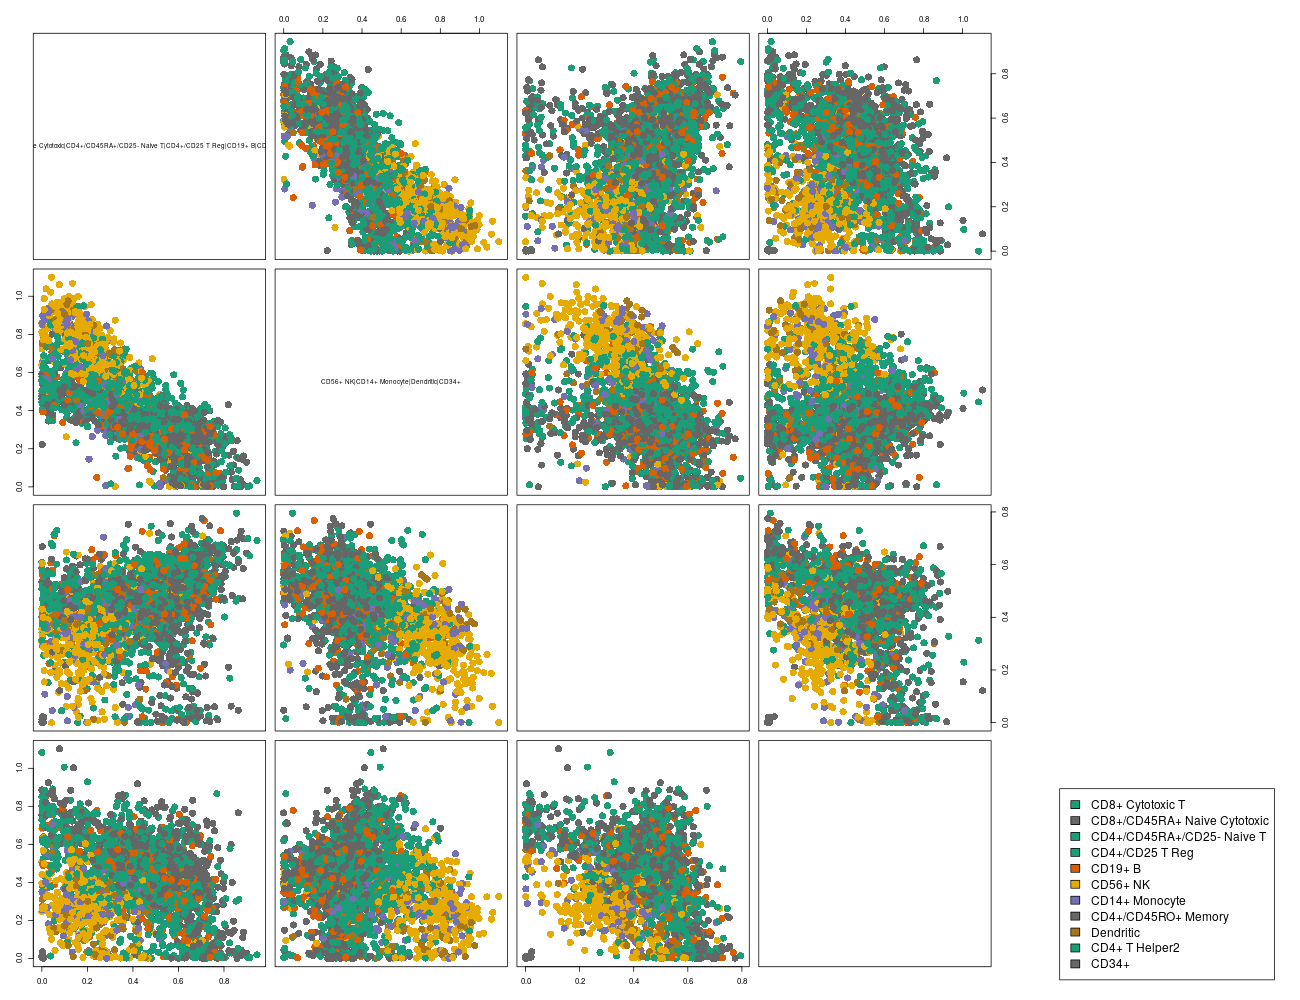 0.0 0.2 0.4 0.6 0.8 1.0
0.0 0.2 0.4 0.6 0.8 1.0
e Cytotoxic|CD4+/CD45RA+/CD25- Naive T|CD4+/CD25 T Reg|CD19+ B|CD
0.0 0.2 0.4 0.6 0.8
0.0 0.2 0.4 0.6 0.8 1.0
CD56+ NK|CD14+ Monocyte|Dendritic|CD34+
0.0 0.2 0.4 0.6 0.8
0.0 0.2 0.4 0.6 0.8 1.0
0.0 0.2 0.4 0.6 0.8
0.0 0.2 0.4 0.6 0.8
CD8+ Cytotoxic T
CD8+/CD45RA+ Naive Cytotoxic
CD4+/CD45RA+/CD25- Naive T
CD4+/CD25 T Reg
CD19+ B
CD56+ NK
CD14+ Monocyte
CD4+/CD45RO+ Memory
Dendritic
CD4+ T Helper2
CD34+